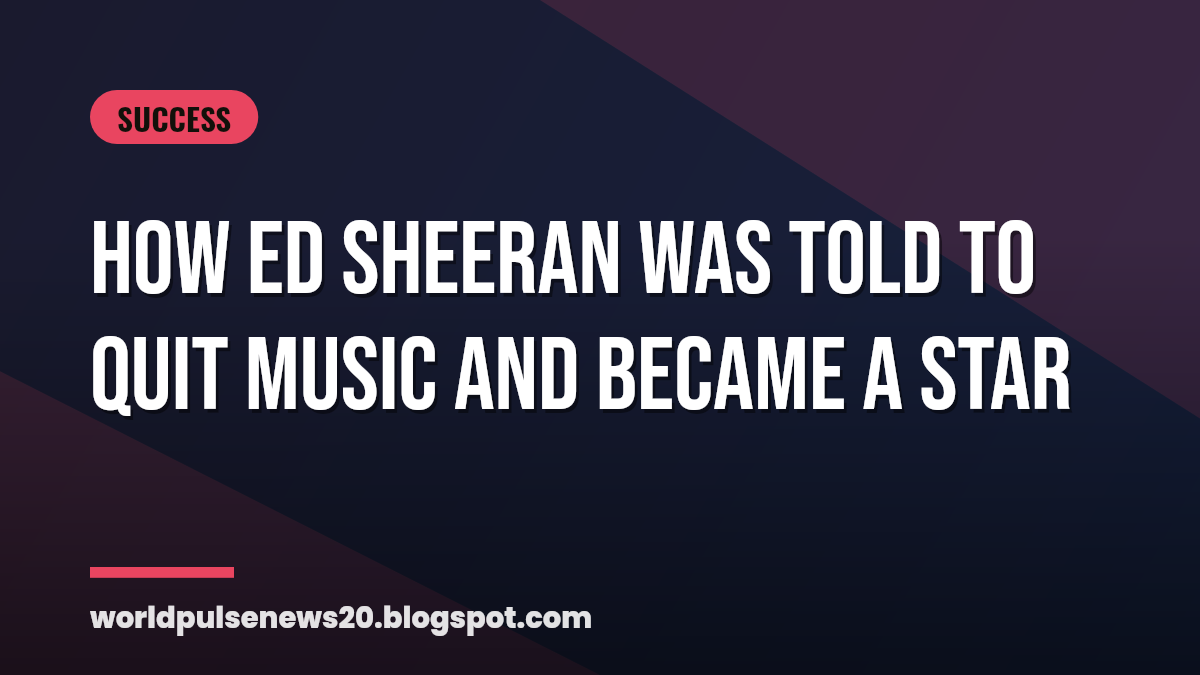 SUCCESS
HOW ED SHEERAN WAS TOLD TO
QUIT MUSIC AND BECAME A STAR
worldpulsenews20.blogspot.com